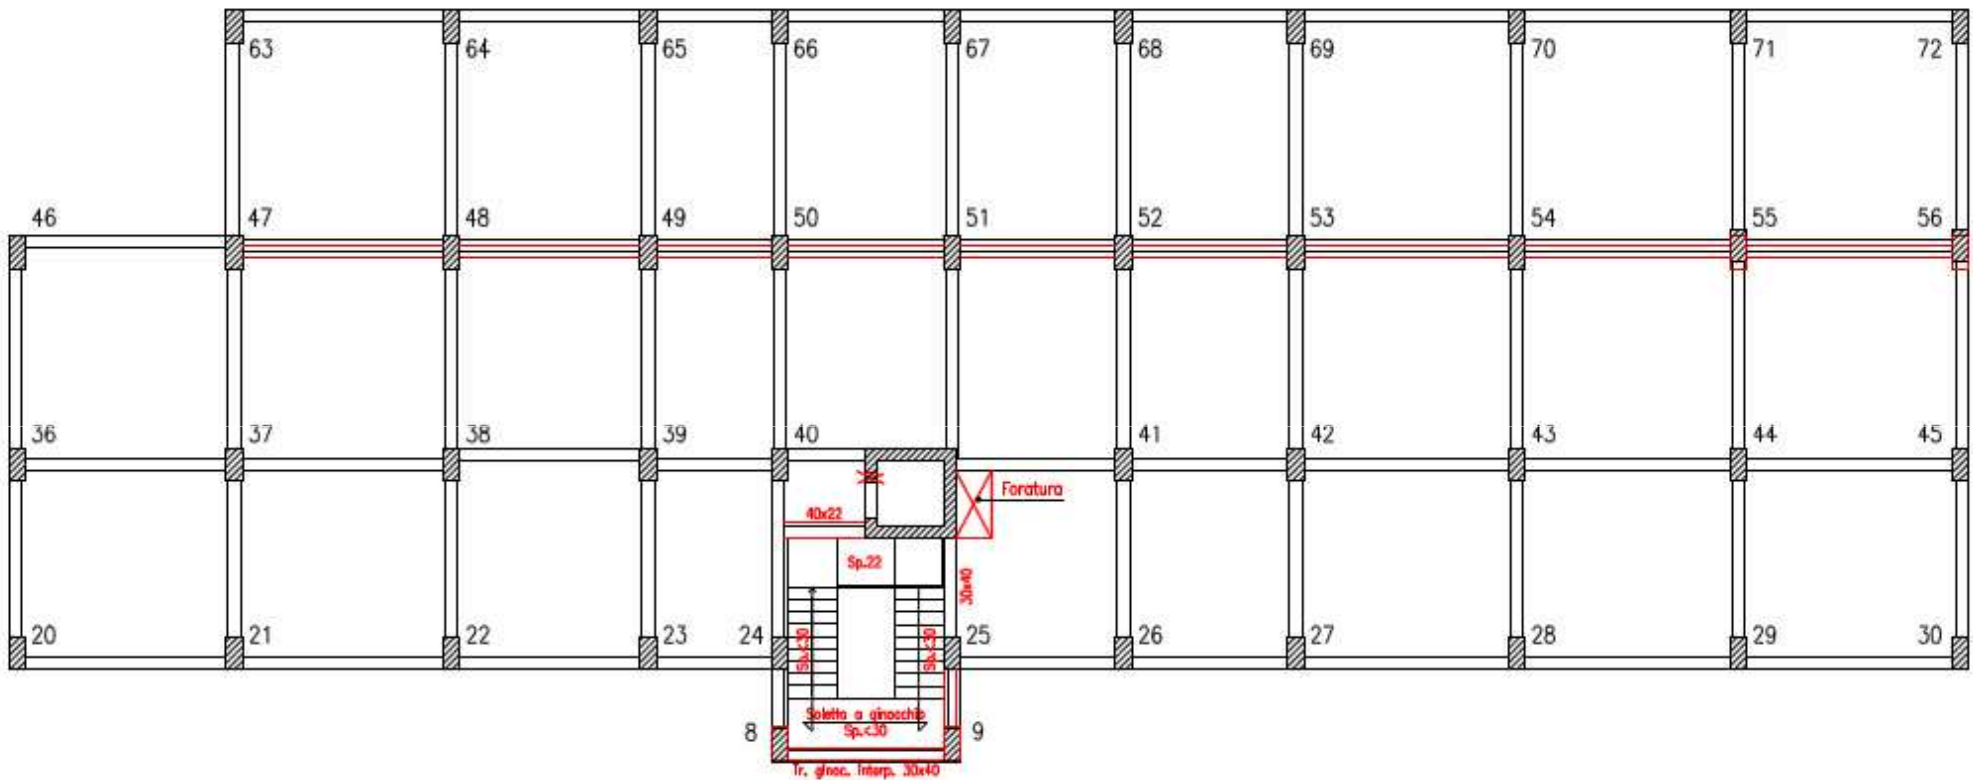 63 64 65 66 67 68 69 70 71 72
46 47 48 49 50 51 52 53 54 55 56
36 37 38 39 40 41 42 43 44 45
Foratura
40x22
Sp.22
30x40
20 21 22 23 24 25 26 27 28 29 30
Sp.<30
Sp.<30
Soletta a ginocchio
Sp.<30
8 9
Tr. ginoc. Interp. 30x40